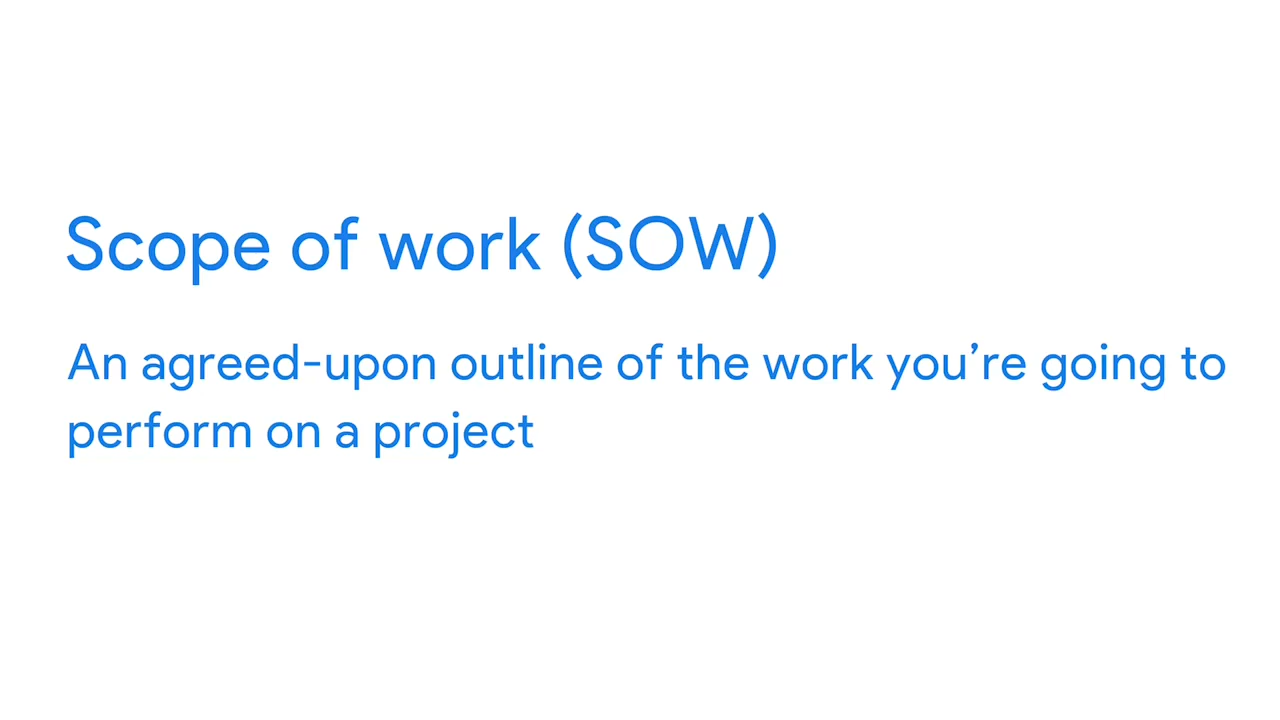 Scope of work (SOW)
An agreed-upon outline of the work you’re going to
perform on a project